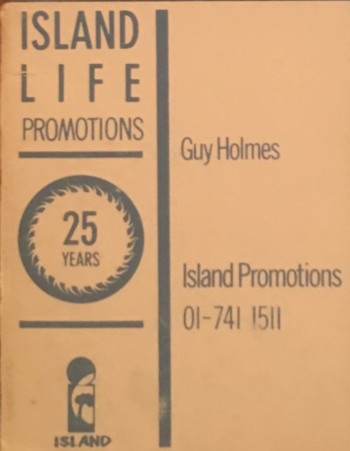 ISLAND
LIFE
PROMOTIONS
25
YEARS
ISLAND
Guy Holmes
Island Promotions
01-741 1511